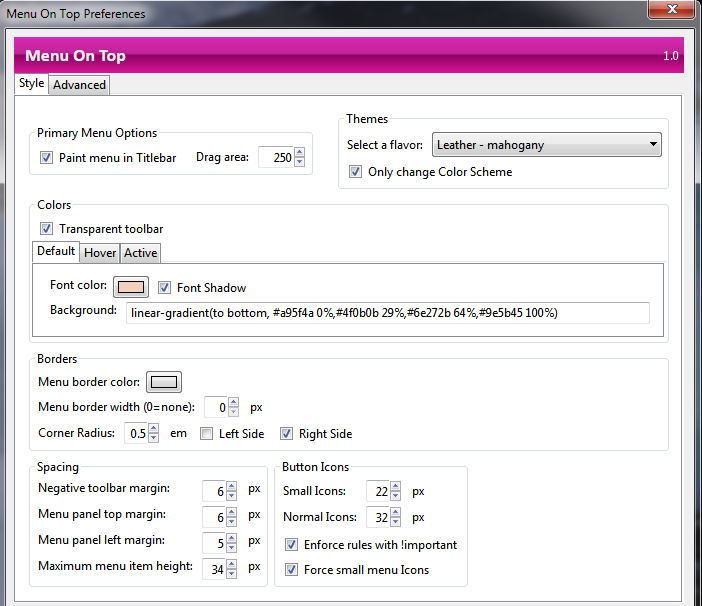 Menu On Top Preferences
Menu On Top 1.0
Style Advanced
Primary Menu Options
Paint menu in Titlebar Drag area: 250
Themes
Select a flavor: Leather - mahogany
Only change Color Scheme
Colors
Transparent toolbar
Default Hover Active
Font color: Font Shadow
Background: linear-gradient(to bottom, #a95f4a 0%,#4f0b0b 29%,#6e272b 64%,#9e5b45 100%)
Borders
Menu border color:
Menu border width (0=none): 0 px
Corner Radius: 0.5 em Left Side Right Side
Spacing
Negative toolbar margin: 6 px
Menu panel top margin: 6 px
Menu panel left margin: 5 px
Maximum menu item height: 34 px
Button Icons
Small Icons: 22 px
Normal Icons: 32 px
Enforce rules with !important
Force small menu Icons